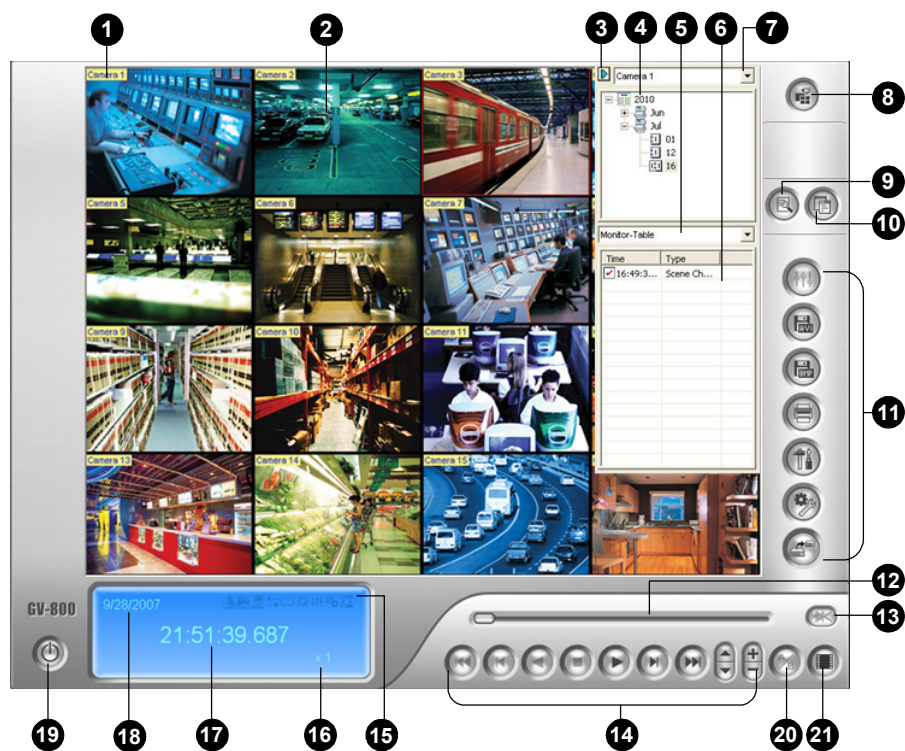 1 2 3 4 5 6 7
Camera 1 Camera 2 Camera 3 Camera 1
8
2010
Jun
Jul
01
12
16
9
10
Camera 5 Camera 6 Camera 7
Monitor-Table
Time Type
16:49:3... Scene Ch...
AVI
Camera 9 Camera 10 Camera 11
BMP
11
Camera 13 Camera 14 Camera 15
12
GV-800
9/28/2007
13
21:51:39.687
x 1
19 18 17 16 15 14 20 21